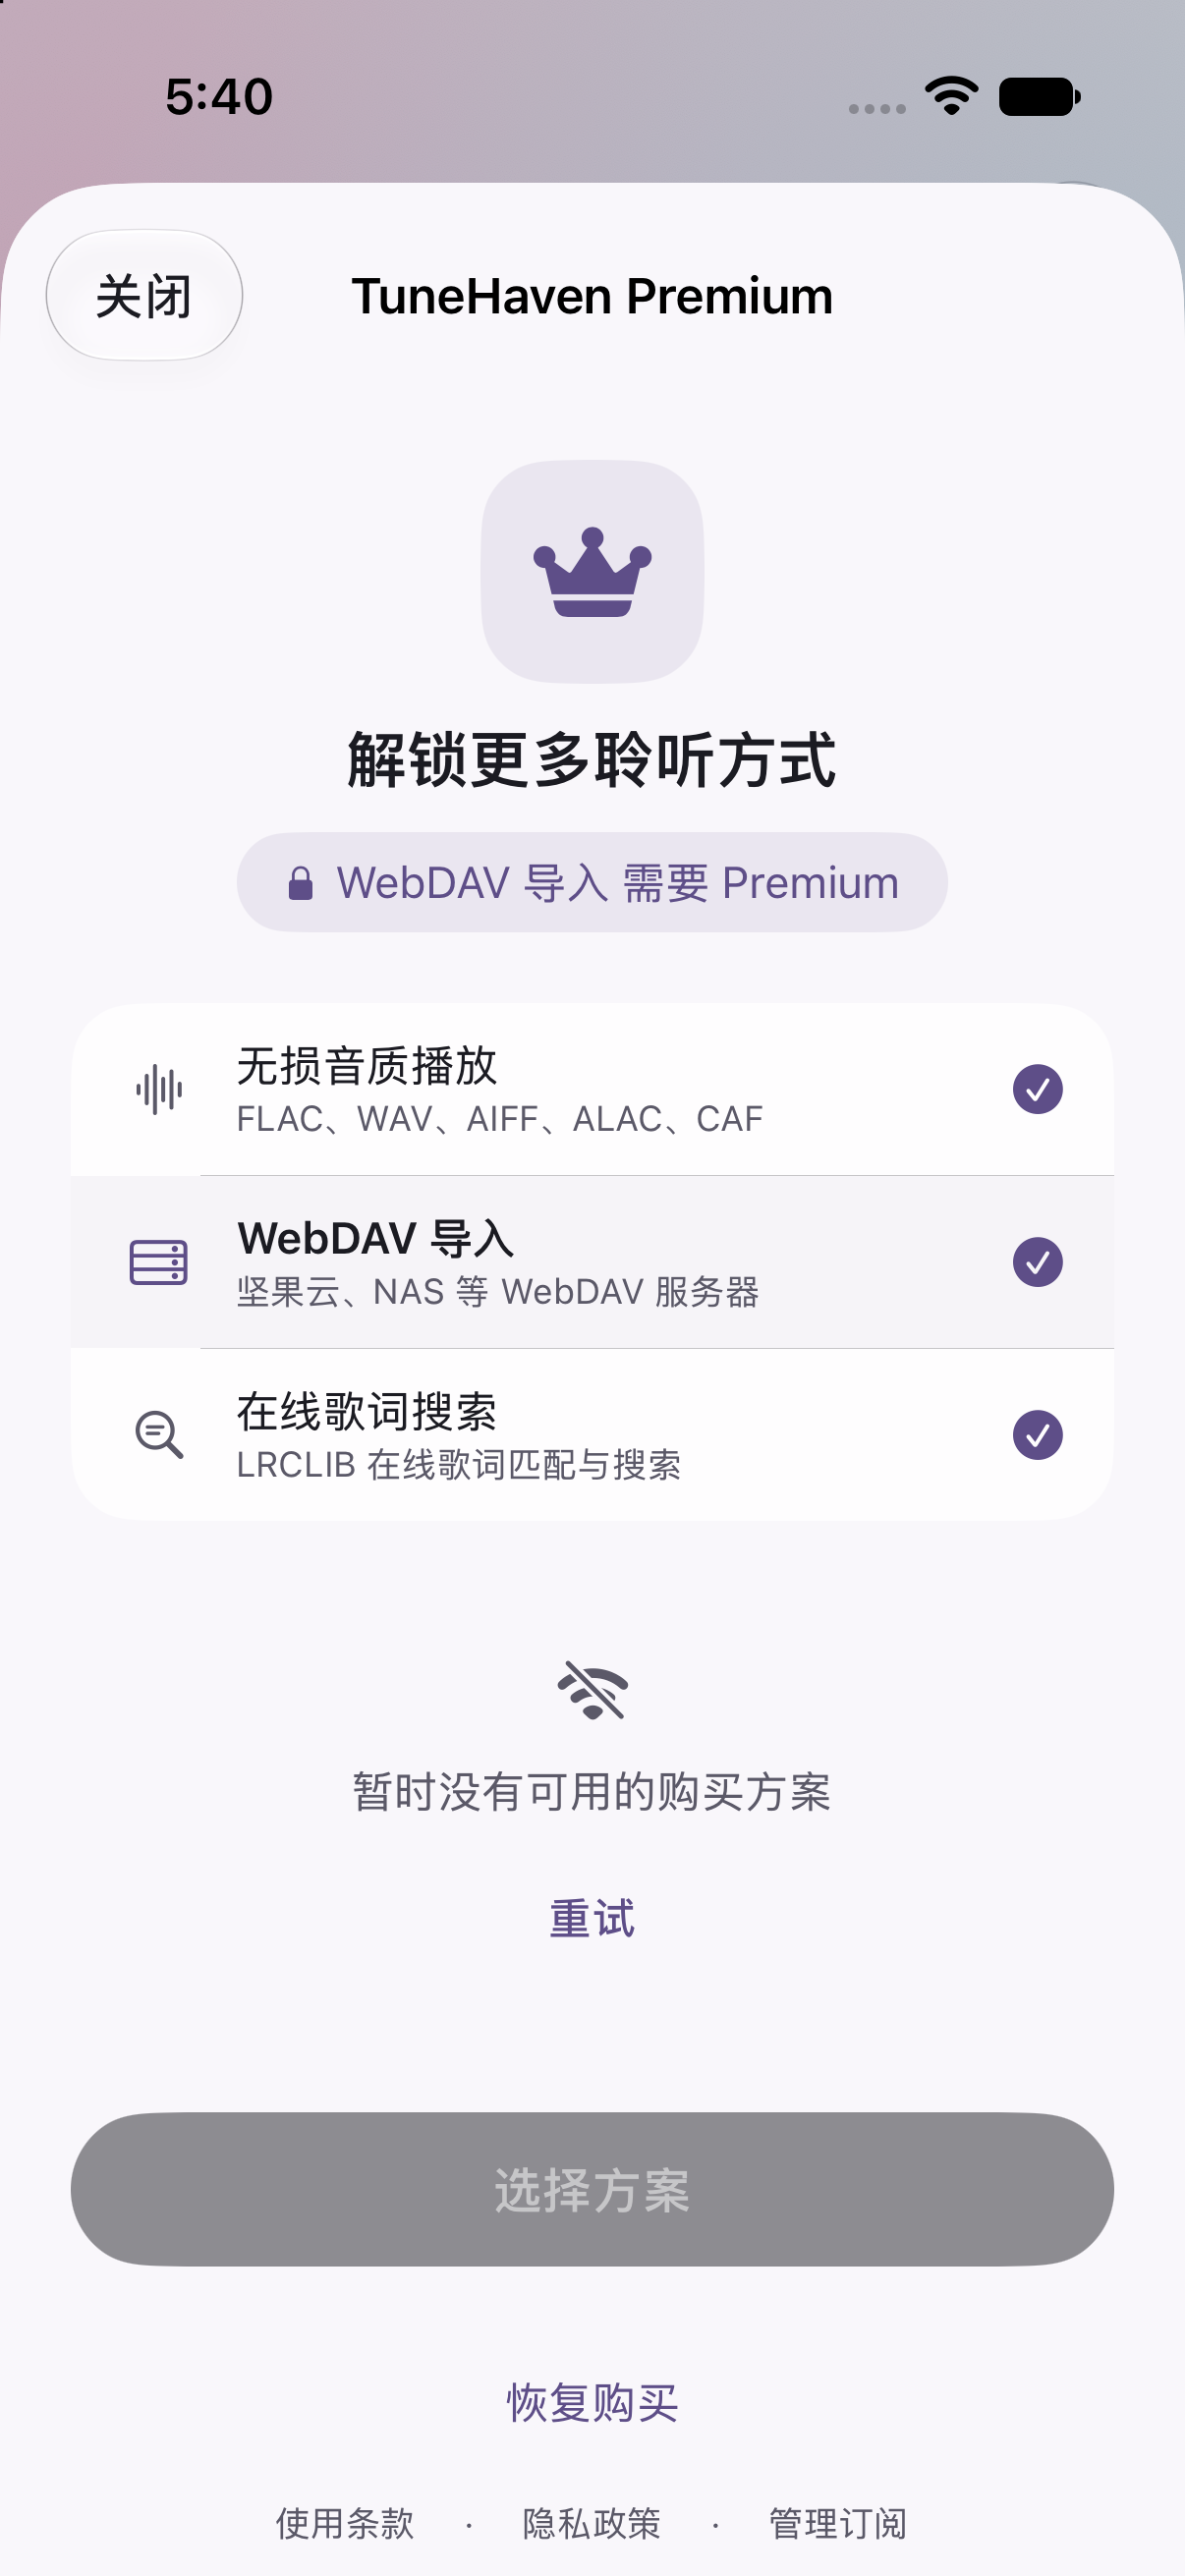 5:40
关闭
TuneHaven Premium
解锁更多聆听方式
WebDAV 导入 需要 Premium
无损音质播放
FLAC、WAV、AIFF、ALAC、CAF
WebDAV 导入
坚果云、NAS 等 WebDAV 服务器
在线歌词搜索
LRCLIB 在线歌词匹配与搜索
暂时没有可用的购买方案
重试
选择方案
恢复购买
使用条款 · 隐私政策 · 管理订阅